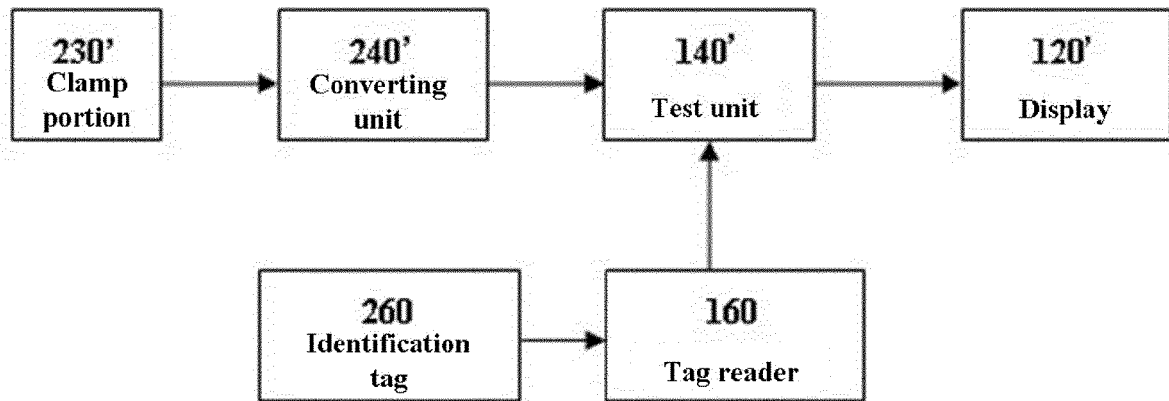 230’
Clamp
portion
240’
Converting
unit
140’
Test unit
120’
Display
260
Identification
tag
160
Tag reader